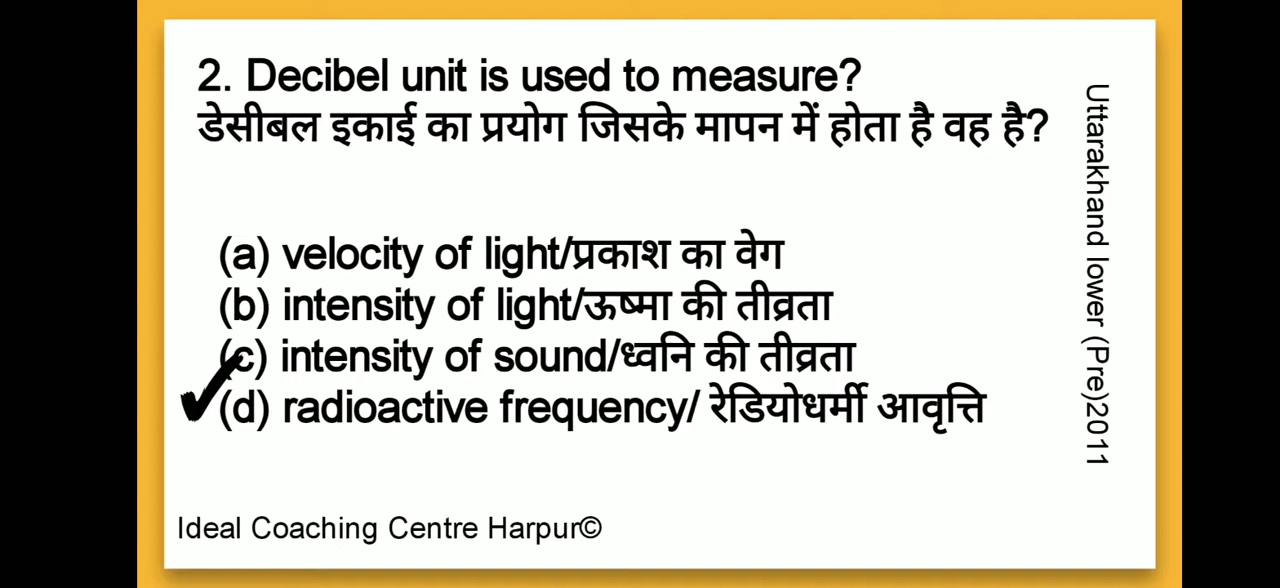 2. Decibel unit is used to measure?
डेसीबल इकाई का प्रयोग जिसके मापन में होता है वह है?
(a) velocity of light/प्रकाश का वेग
(b) intensity of light/ऊष्मा की तीव्रता
(c) intensity of sound/ध्वनि की तीव्रता
(d) radioactive frequency/ रेडियोधर्मी आवृत्ति
Uttarakhand lower (Pre)2011
Ideal Coaching Centre Harpur©